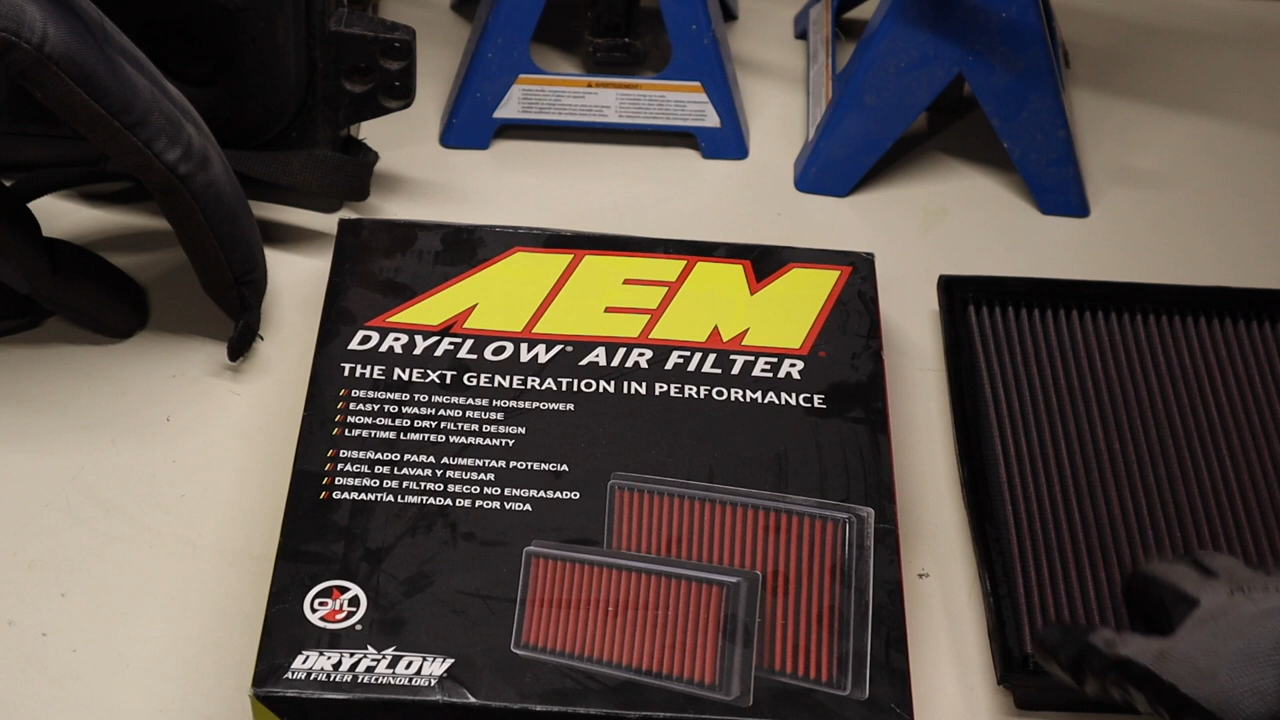 AVERTISSEMENT!
AEM
DRYFLOW® AIR FILTER
THE NEXT GENERATION IN PERFORMANCE
// DESIGNED TO INCREASE HORSEPOWER
// EASY TO WASH AND REUSE
// NON-OILED DRY FILTER DESIGN
// LIFETIME LIMITED WARRANTY
// DISEÑADO PARA AUMENTAR POTENCIA
// FÁCIL DE LAVAR Y REUSAR
// DISEÑO DE FILTRO SECO NO ENGRASADO
// GARANTÍA LIMITADA DE POR VIDA
OIL
DRYFLOW
AIR FILTER TECHNOLOGY